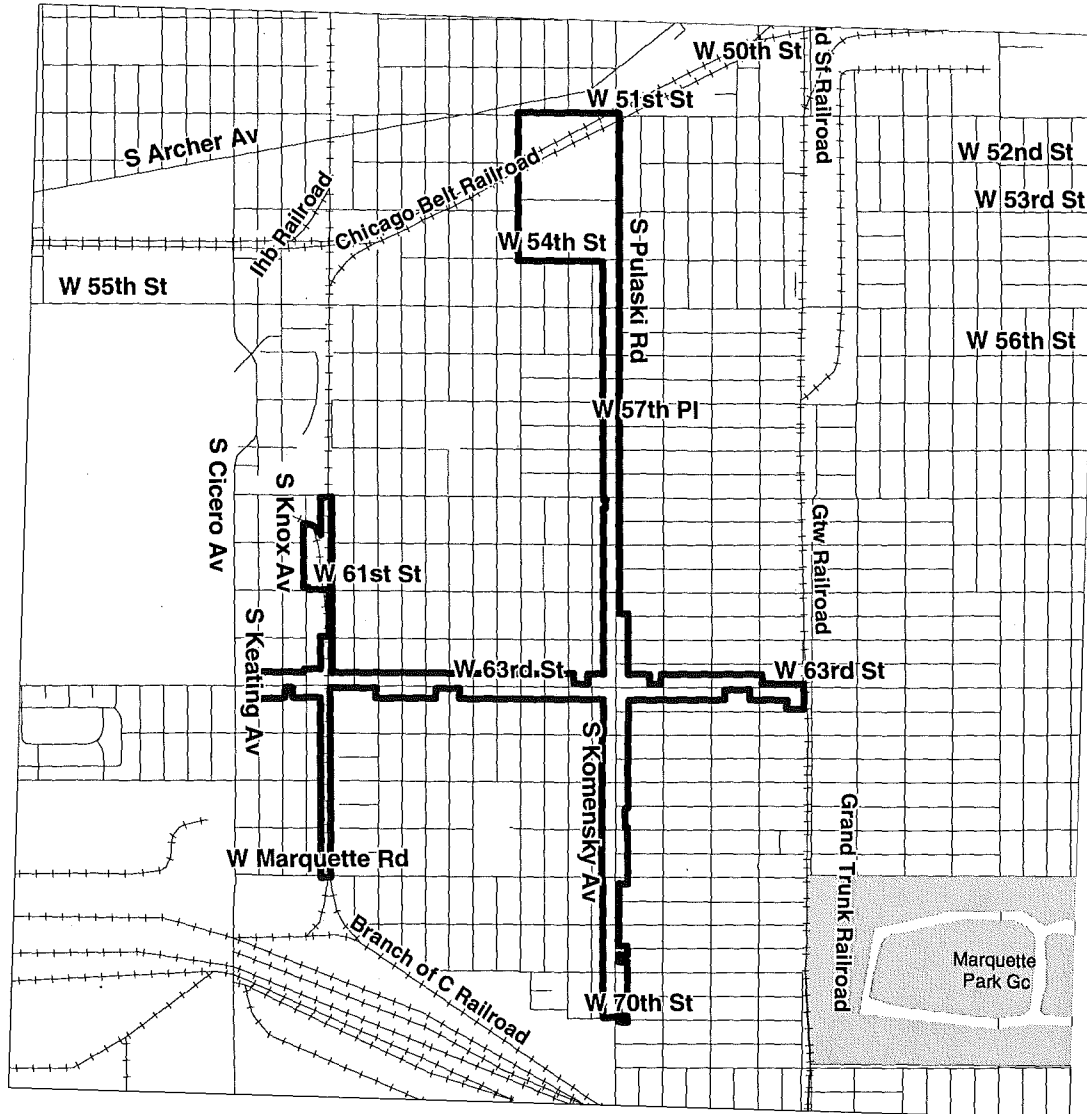 W 50th St
d Sf Railroad
W 51st St
S Archer Av
W 52nd St
Chicago Belt Railroad
W 53rd St
Ihb Railroad
W 54th St
S Pulaski Rd
W 55th St
W 56th St
W 57th Pl
S Cicero Av
S Knox Av
Gtw Railroad
W 61st St
S Keating Av
W 63rd St
W 63rd St
S Komensky Av
W Marquette Rd
Grand Trunk Railroad
Branch of C Railroad
Marquette
Park Gc
W 70th St